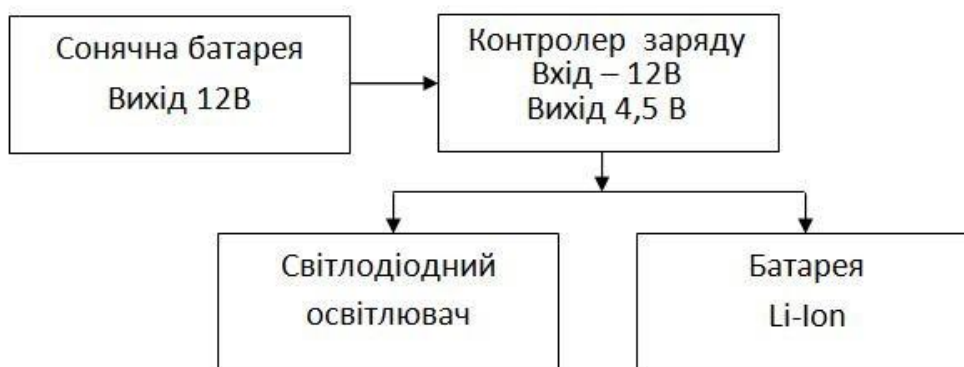 Сонячна батарея
Вихід 12В
Контролер заряду
Вхід – 12В
Вихід 4,5 В
Світлодіодний
освітлювач
Батарея
Li-Ion